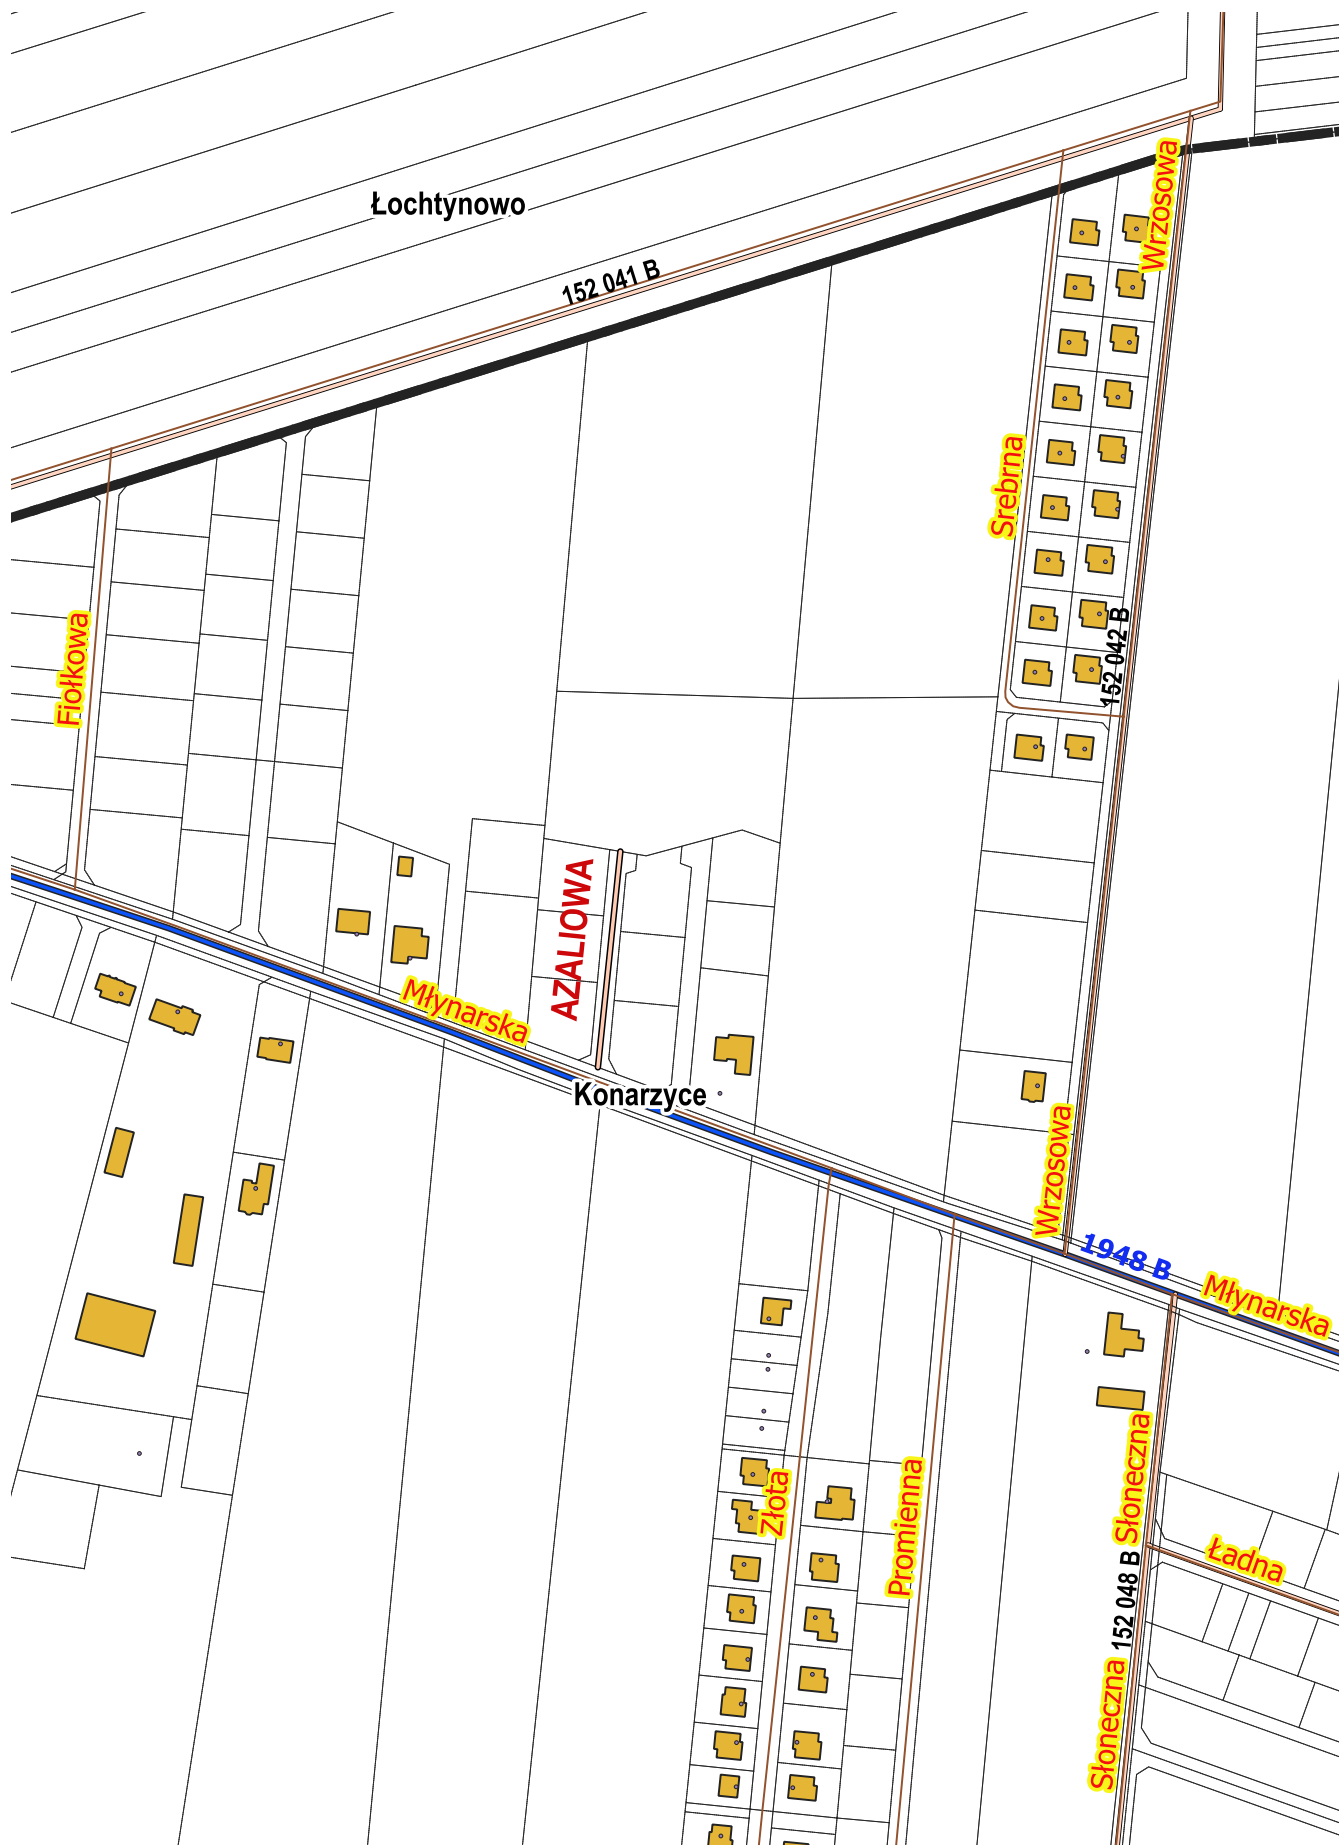 Wrzosowa
Łochtynowo
152 041 B
Srebrna
Fiołkowa
152 042 B
AZALIOWA
Młynarska
Konarzyce
Wrzosowa
1948 B
Młynarska
Słoneczna
Złota
Promienna
Ładna
152 048 B
Słoneczna